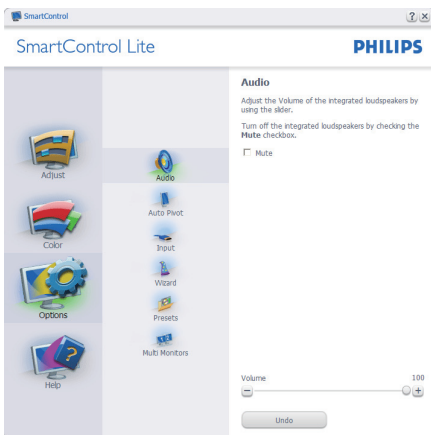 SmartControl
SmartControl Lite
PHILIPS
Adjust
Color
Options
Help
Audio
Auto Pivot
Input
Wizard
Presets
Multi Monitors
Audio
Adjust the Volume of the integrated loudspeakers by
using the slider.
Turn off the integrated loudspeakers by checking the
Mute checkbox.
Mute
Volume 100
Undo